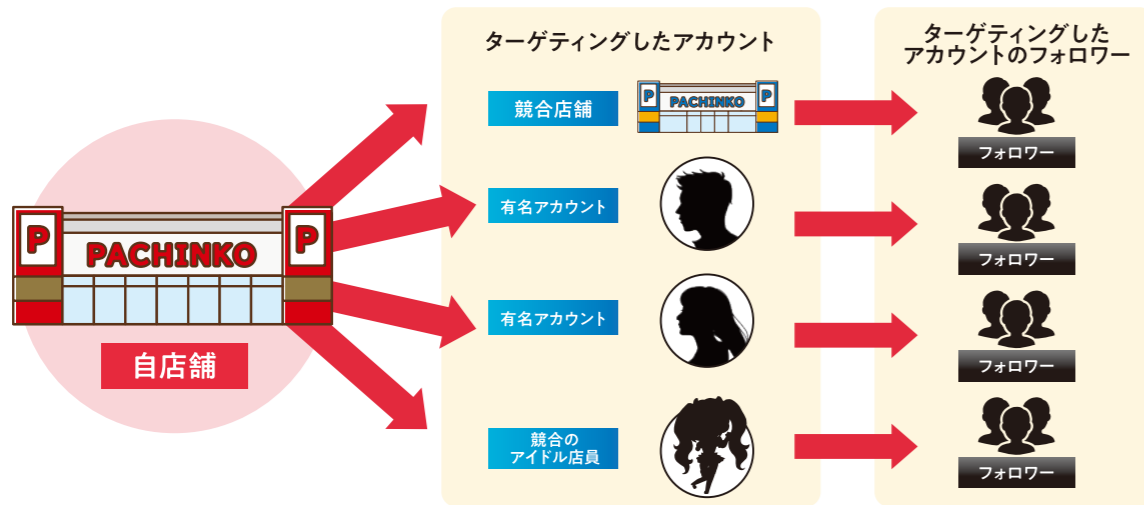 ターゲティングしたアカウント
ターゲティングした
アカウントのフォロワー
P
PACHINKO
P
自店舗
競合店舗
P
PACHINKO
P
フォロワー
有名アカウント
フォロワー
有名アカウント
フォロワー
競合の
アイドル店員
フォロワー